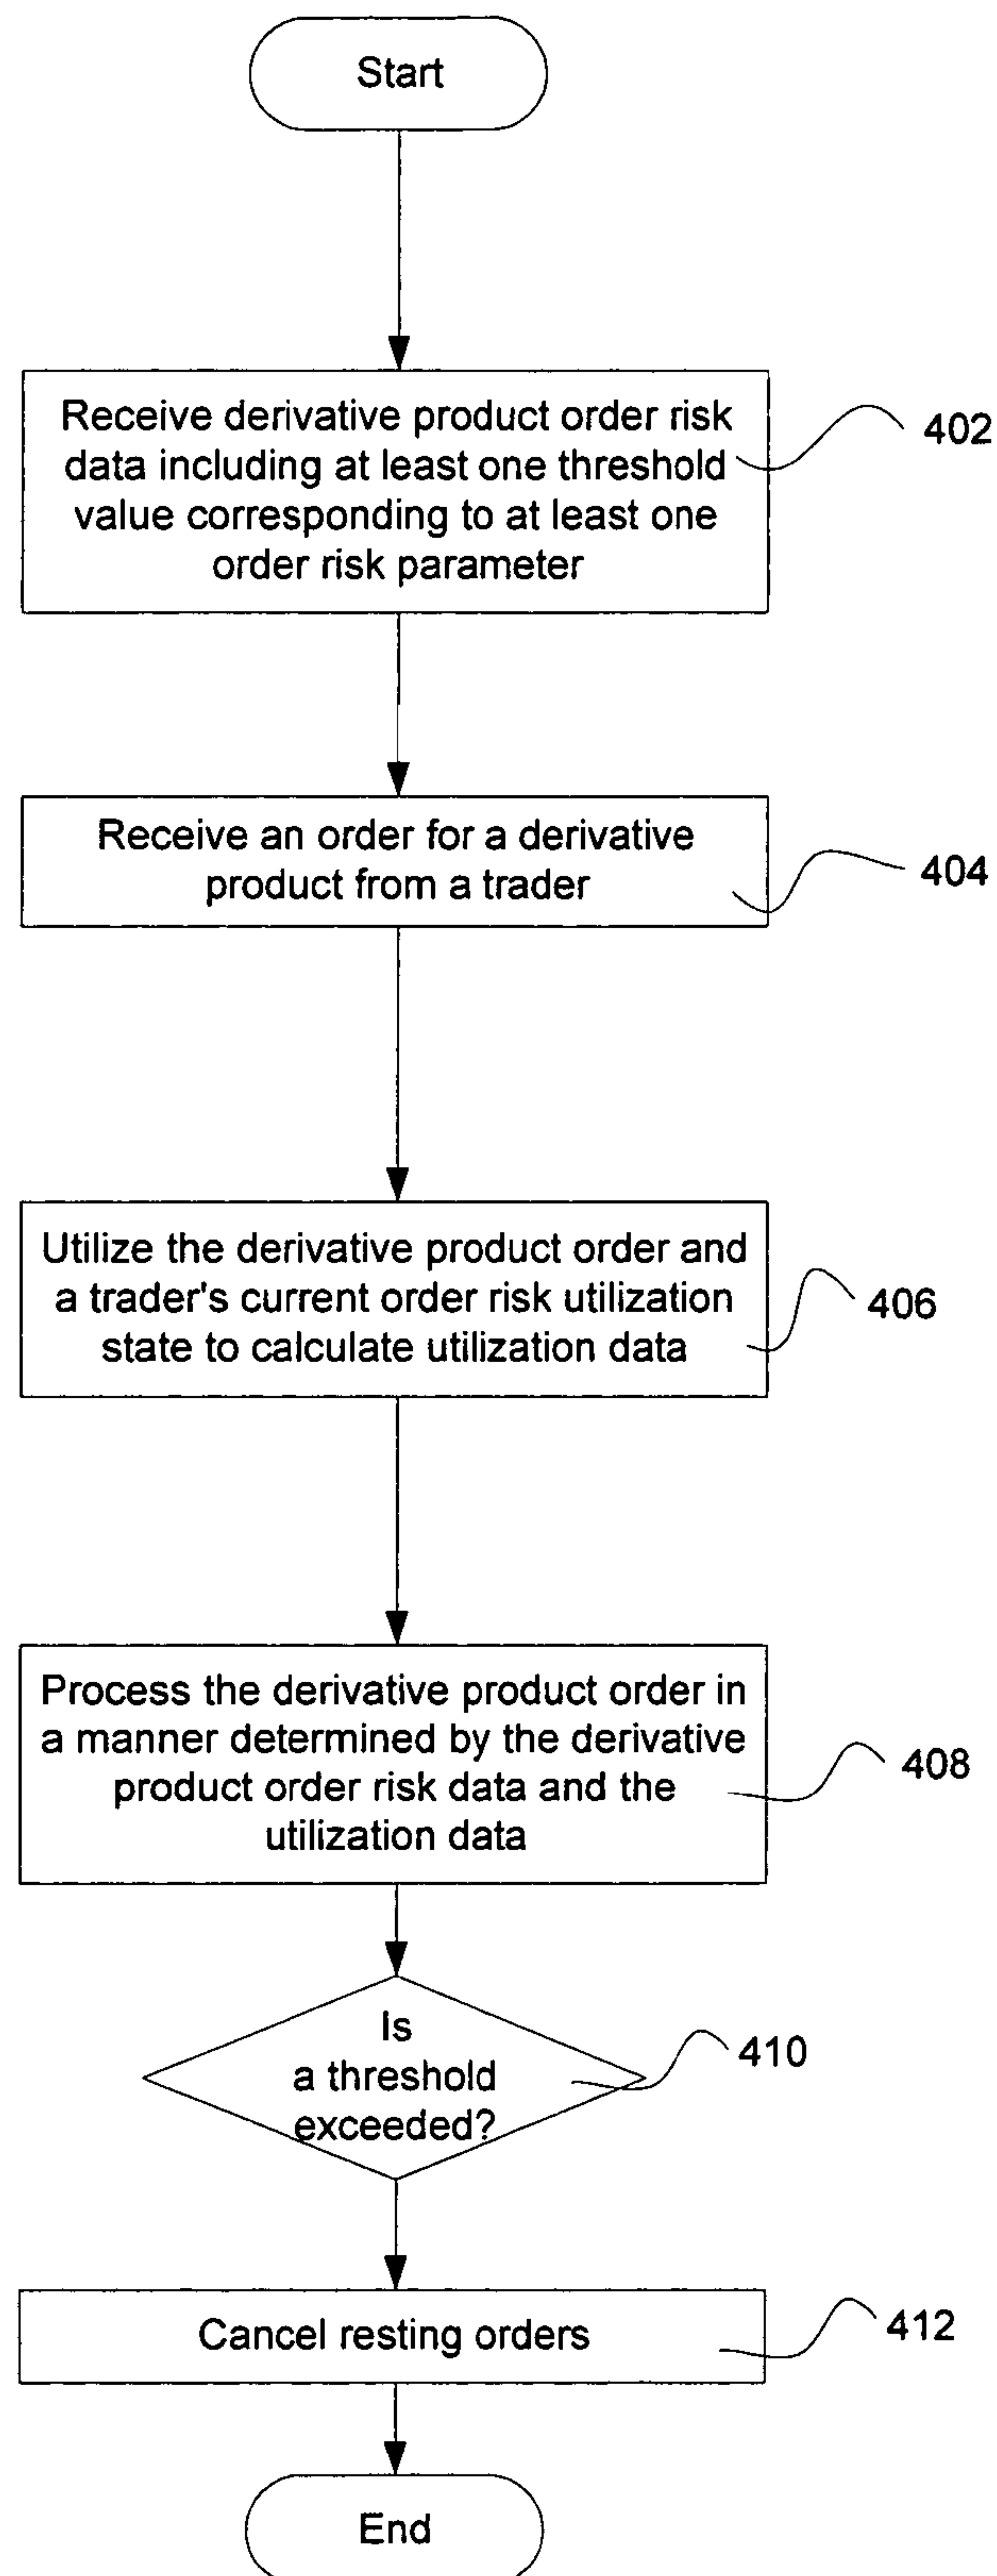 Start
Receive derivative product order risk
data including at least one threshold
value corresponding to at least one
order risk parameter
402
Receive an order for a derivative
product from a trader
404
Utilize the derivative product order and
a trader's current order risk utilization
state to calculate utilization data
406
Process the derivative product order in
a manner determined by the derivative
product order risk data and the
utilization data
408
Is
a threshold
exceeded?
410
Cancel resting orders
412
End